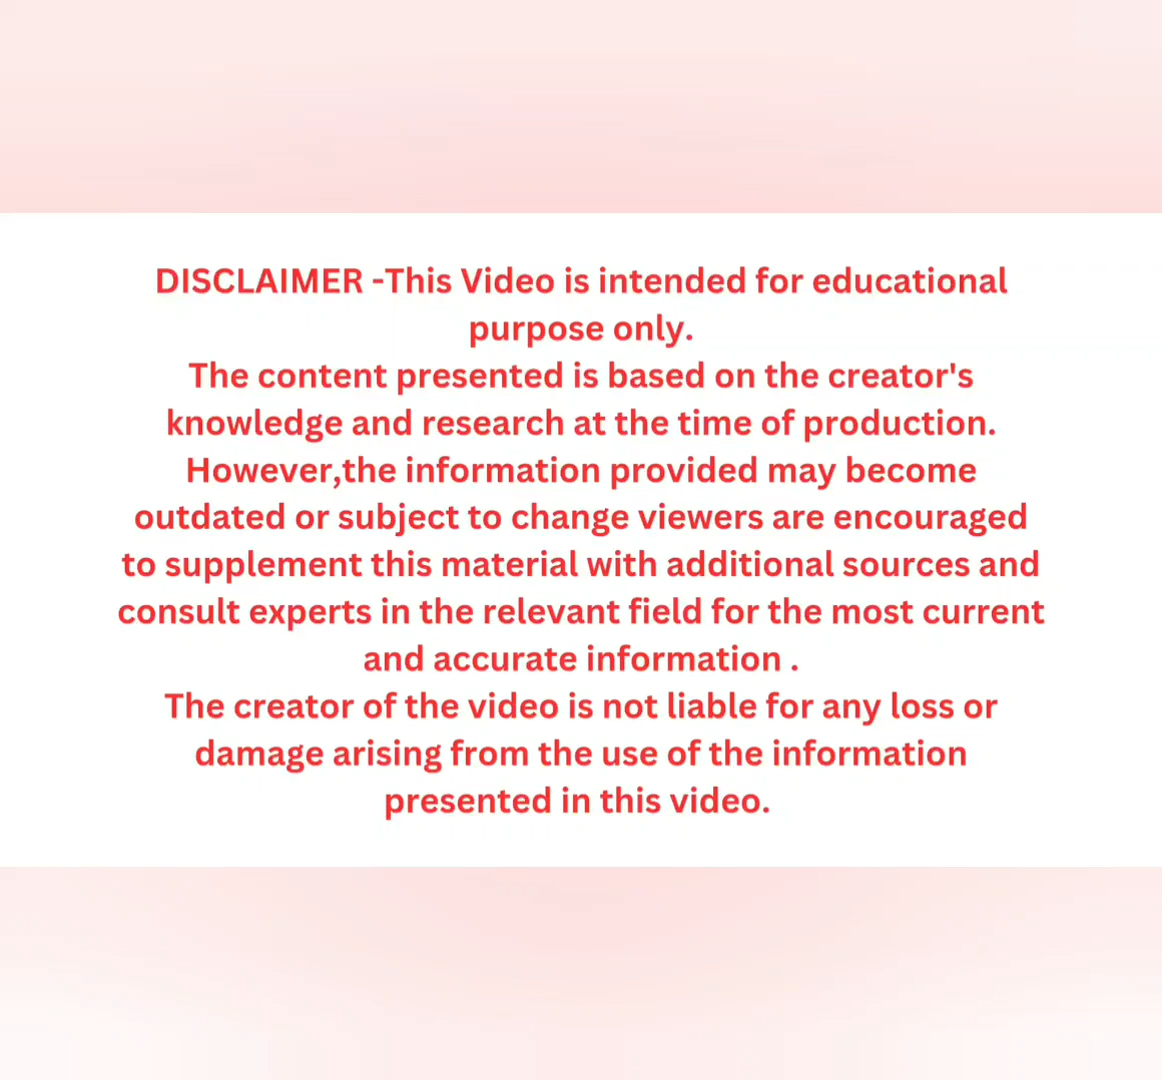 DISCLAIMER -This Video is intended for educational
purpose only.
The content presented is based on the creator's
knowledge and research at the time of production.
However,the information provided may become
outdated or subject to change viewers are encouraged
to supplement this material with additional sources and
consult experts in the relevant field for the most current
and accurate information .
The creator of the video is not liable for any loss or
damage arising from the use of the information
presented in this video.